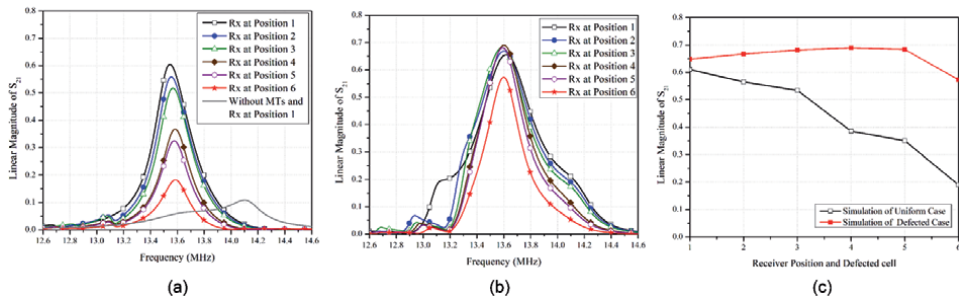 (a)
Rx at Position 1
Rx at Position 2
Rx at Position 3
Rx at Position 4
Rx at Position 5
Rx at Position 6
Without MTs and
Rx at Position 1
Linear Magnitude of S21
0.8
0.7
0.6
0.5
0.4
0.3
0.2
0.1
0.0
12.6 12.8 13.0 13.2 13.4 13.6 13.8 14.0 14.2 14.4 14.6
Frequency (MHz)
(a)
(b)
Rx at Position 1
Rx at Position 2
Rx at Position 3
Rx at Position 4
Rx at Position 5
Rx at Position 6
Linear Magnitude of S21
0.8
0.7
0.6
0.5
0.4
0.3
0.2
0.1
0.0
12.6 12.8 13.0 13.2 13.4 13.6 13.8 14.0 14.2 14.4 14.6
Frequency (MHz)
(b)
Linear Magnitude of S21
0.8
0.7
0.6
0.5
0.4
0.3
0.2
0.1
0.0
Simulation of Uniform Case
Simulation of Defected Case
1 2 3 4 5 6
Receiver Position and Defected cell
(c)